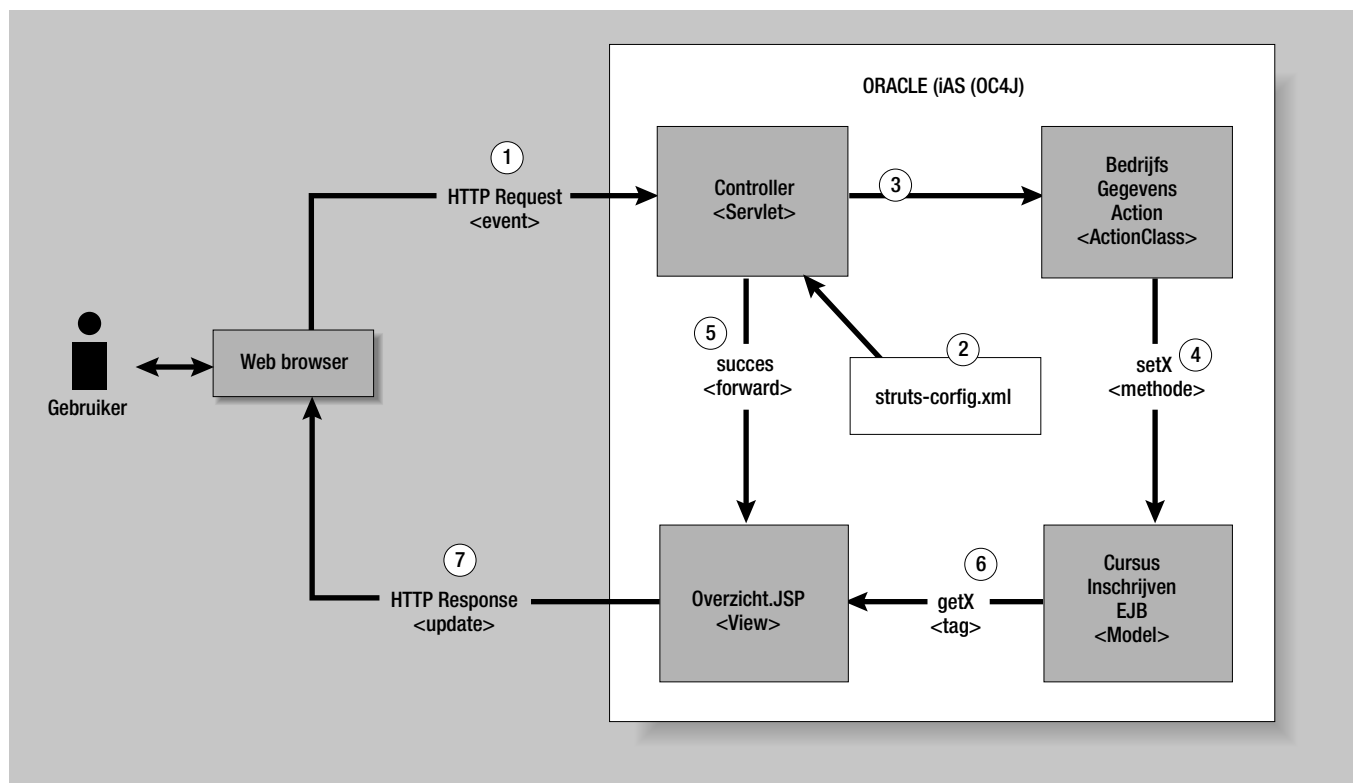 ORACLE (iAS (OC4J)
1
HTTP Request
<event>
Controller
<Servlet>
3
Bedrijfs
Gegevens
Action
<ActionClass>
5
succes
<forward>
2
struts-corfig.xml
setX
<methode>
4
Web browser
Gebruiker
7
HTTP Response
<update>
Overzicht.JSP
<View>
6
getX
<tag>
Cursus
Inschrijven
EJB
<Model>